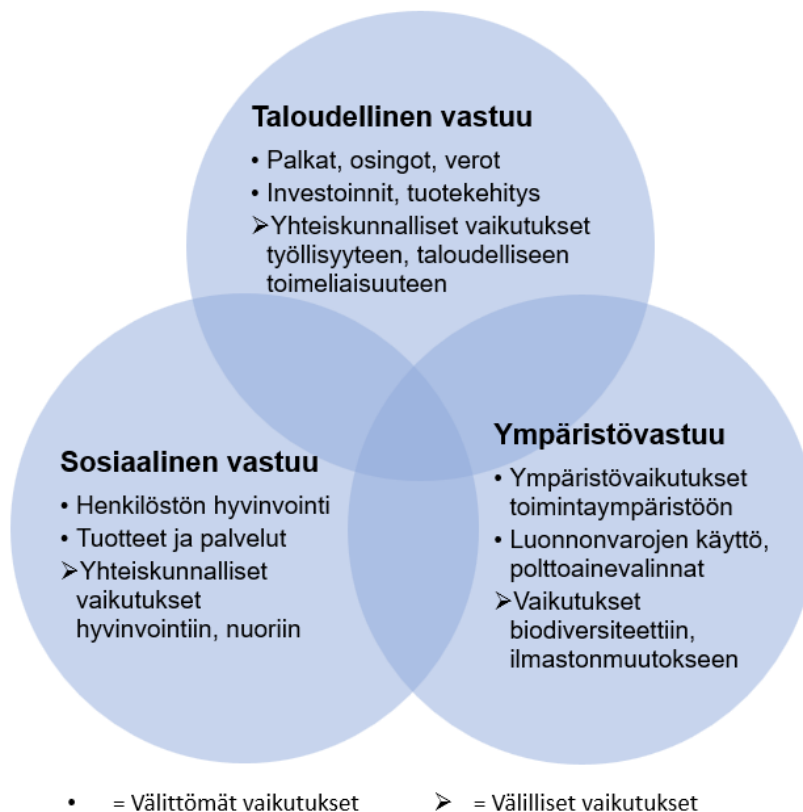 Taloudellinen vastuu
• Palkat, osingot, verot
• Investoinnit, tuotekehitys
➢Yhteiskunnalliset vaikutukset
työllisyyteen, taloudelliseen
toimeliaisuuteen
Sosiaalinen vastuu
• Henkilöstön hyvinvointi
• Tuotteet ja palvelut
➢Yhteiskunnalliset
vaikutukset
hyvinvointiin, nuoriin
Ympäristövastuu
• Ympäristövaikutukset
toimintaympäristöön
• Luonnonvarojen käyttö,
polttoainevalinnat
➢Vaikutukset
biodiversiteettiin,
ilmastonmuutokseen
• = Välittömät vaikutukset ➢ = Välilliset vaikutukset